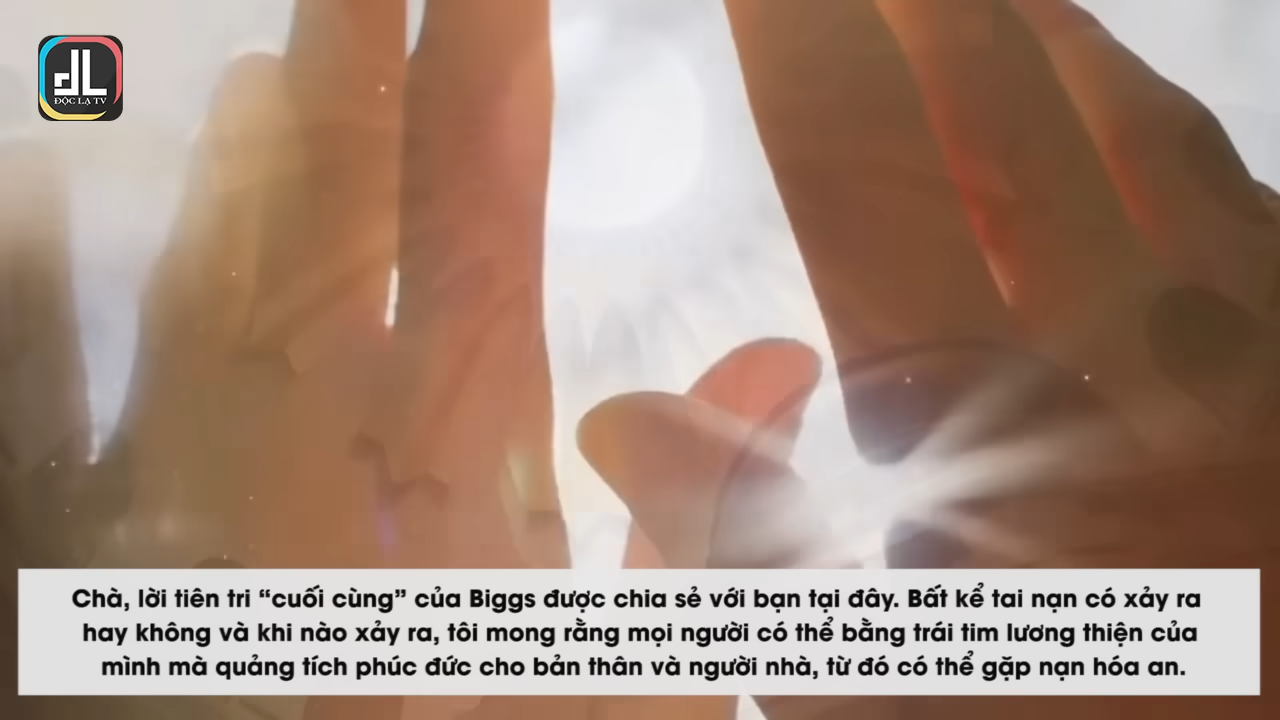 ĐỘC LẠ TV
Chà, lời tiên tri “cuối cùng” của Biggs được chia sẻ với bạn tại đây. Bất kể tai nạn có xảy ra
hay không và khi nào xảy ra, tôi mong rằng mọi người có thể bằng trái tim lương thiện của
mình mà quảng tích phúc đức cho bản thân và người nhà, từ đó có thể gặp nạn hóa an.